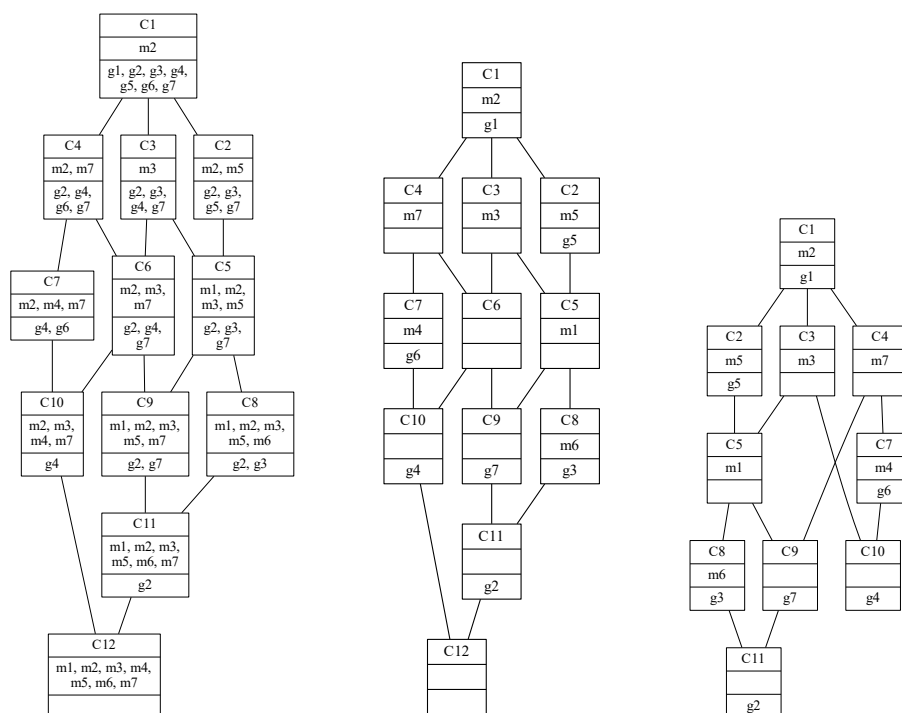 C1
m2
g1, g2, g3, g4,
g5, g6, g7
C4
m2, m7
g2, g4,
g6, g7
C3
m3
g2, g3,
g4, g7
C2
m2, m5
g2, g3,
g5, g7
C7
m2, m4, m7
g4, g6
C6
m2, m3,
m7
g2, g4,
g7
C5
m1, m2,
m3, m5
g2, g3,
g7
C10
m2, m3,
m4, m7
g4
C9
m1, m2, m3,
m5, m7
g2, g7
C8
m1, m2, m3,
m5, m6
g2, g3
C11
m1, m2, m3,
m5, m6, m7
g2
C12
m1, m2, m3, m4,
m5, m6, m7
C1
m2
g1
C4
m7
C3
m3
C2
m5
g5
C7
m4
g6
C6
C5
m1
C10
g4
C9
g7
C8
m6
g3
C11
g2
C12
C1
m2
g1
C2
m5
g5
C3
m3
C4
m7
C5
m1
C7
m4
g6
C8
m6
g3
C9
g7
C10
g4
C11
g2